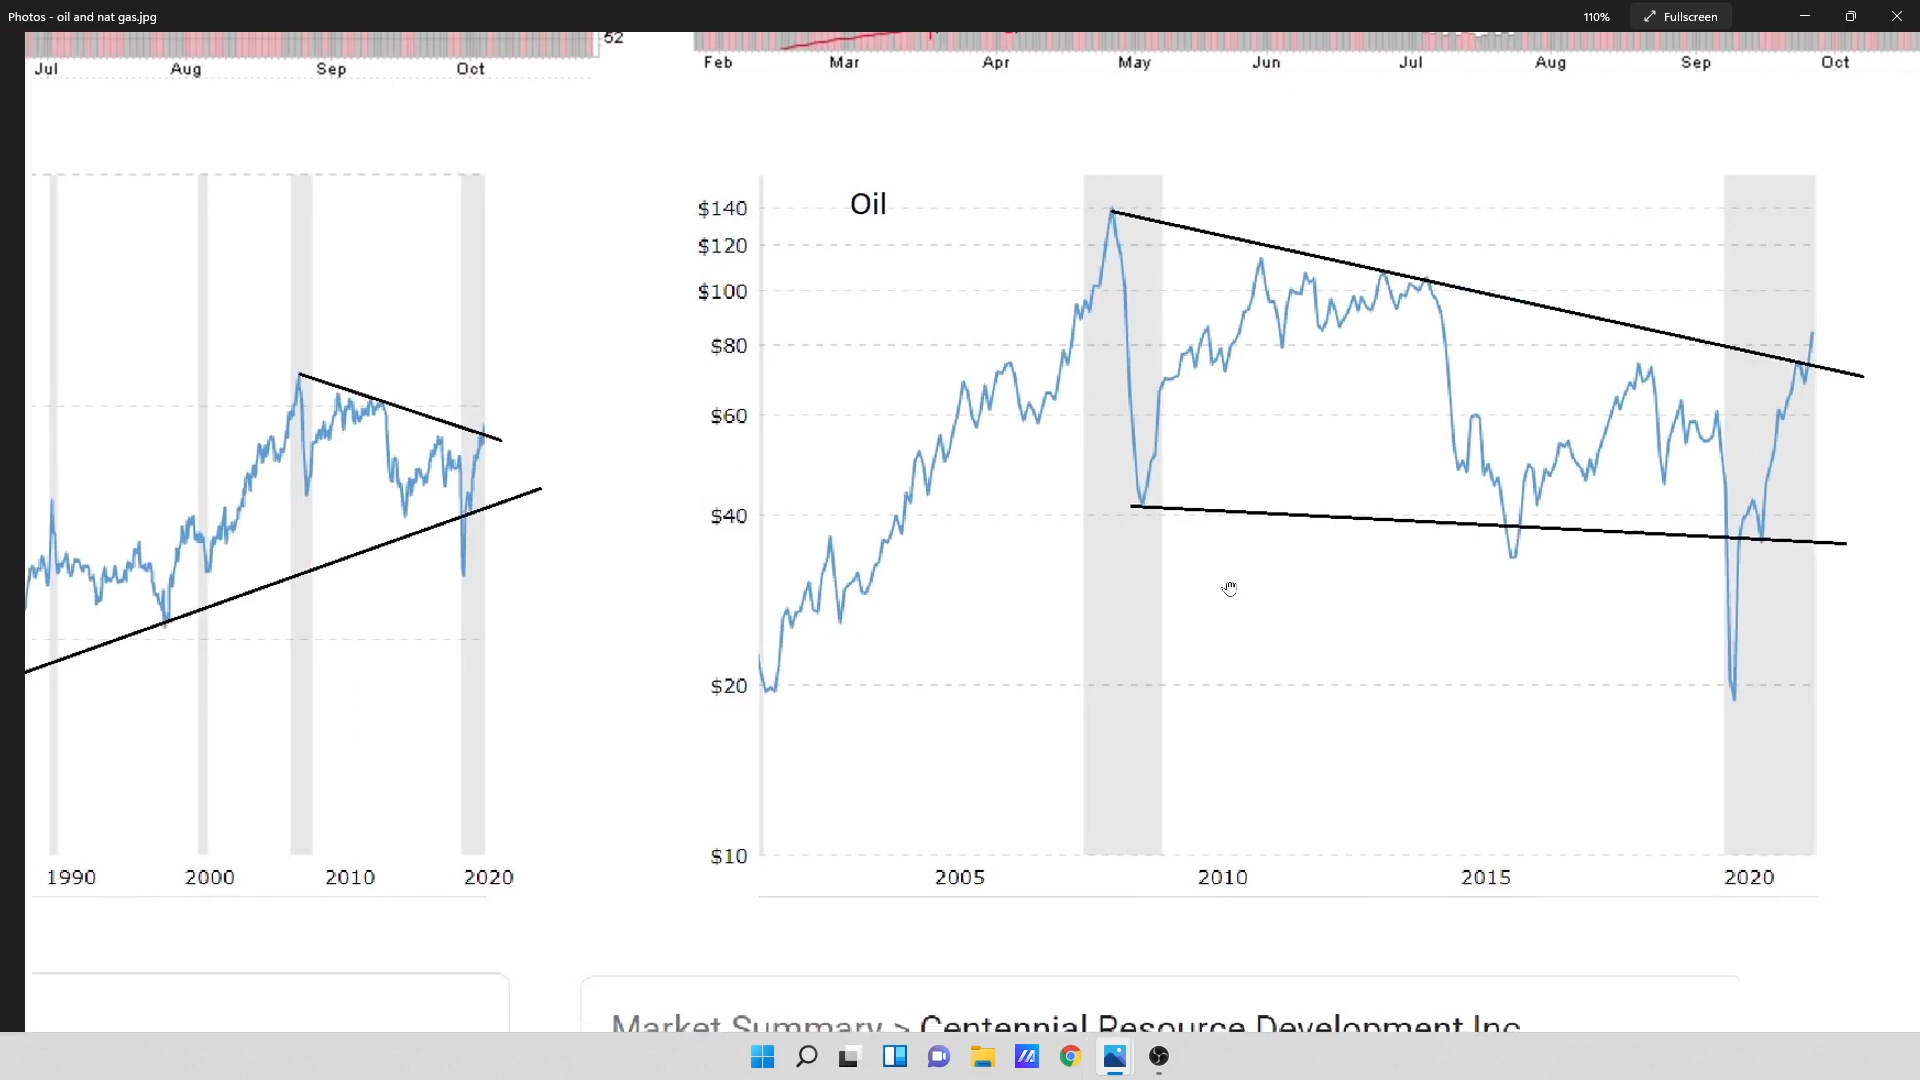 Photos - oil and nat gas.jpg
110%
Fullscreen
52
Jul Aug Sep Oct
Feb Mar Apr May Jun Jul Aug Sep Oct
Oil
$140
$120
$100
$80
$60
$40
$20
$10
1990 2000 2010 2020
2005 2010 2015 2020
Market Summary > Centennial Resource Development Inc